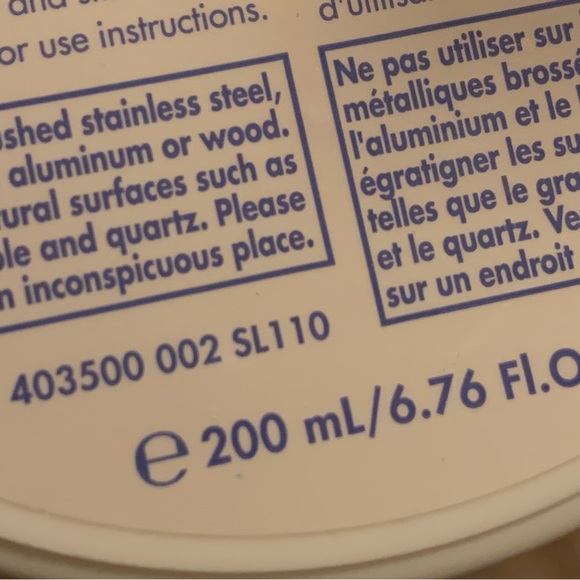 or use instructions.
shed stainless steel,
aluminum or wood.
ural surfaces such as
le and quartz. Please
n inconspicuous place.
Ne pas utiliser sur
métalliques brossé
l'aluminium et le
égratigner les su
telles que le gra
et le quartz. Ve
sur un endroit
403500 002 SL110
℮ 200 mL/6.76 Fl.O